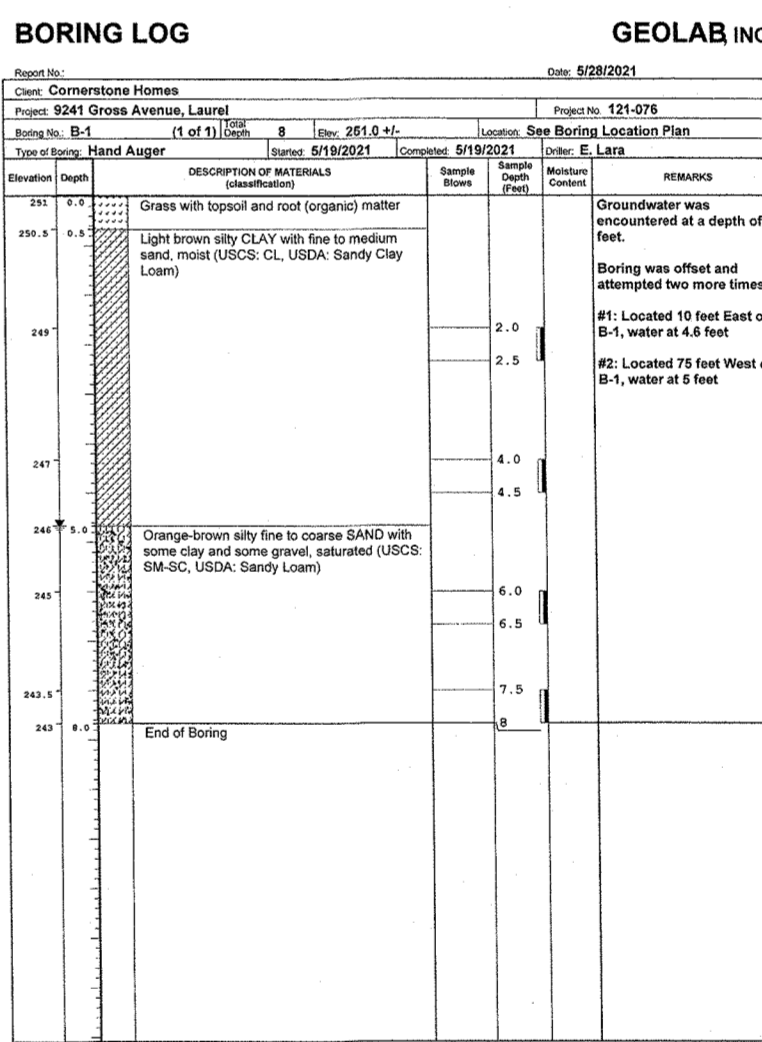 BORING LOG
GEOLAB, INC
Report No.:
Date: 5/28/2021
Client: Cornerstone Homes
Project: 9241 Gross Avenue, Laurel
Project No. 121-076
Boring No.: B-1 (1 of 1) Total Depth 8 Elev: 251.0 +/- Location: See Boring Location Plan
Type of Boring: Hand Auger Started: 5/19/2021 Completed: 5/19/2021 Driller: E. Lara
Elevation Depth DESCRIPTION OF MATERIALS (classification) Sample Blows Sample Depth (Feet) Moisture Content REMARKS
251 0.0 Grass with topsoil and root (organic) matter
250.5 0.5 Light brown silty CLAY with fine to medium
sand, moist (USCS: CL, USDA: Sandy Clay
Loam)
Groundwater was
encountered at a depth of
feet.
Boring was offset and
attempted two more times
#1: Located 10 feet East o
B-1, water at 4.6 feet
#2: Located 75 feet West
B-1, water at 5 feet
249
2.0
2.5
247
4.0
4.5
246 5.0 Orange-brown silty fine to coarse SAND with
some clay and some gravel, saturated (USCS:
SM-SC, USDA: Sandy Loam)
245
6.0
6.5
243.5
7.5
243 8.0
8
End of Boring